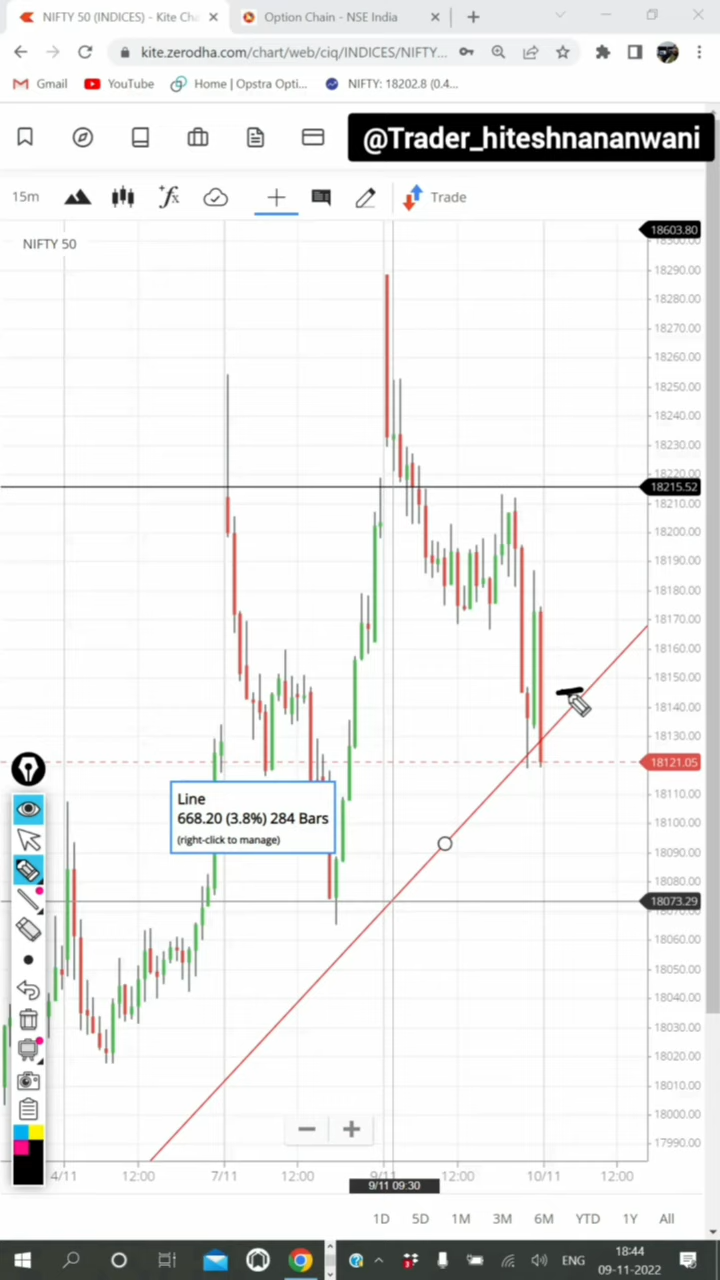 NIFTY 50 (INDICES) - Kite Cha
Option Chain - NSE India
kite.zerodha.com/chart/web/ciq/INDICES/NIFTY...
Gmail
YouTube
Home | Opstra Opti...
NIFTY: 18202.8 (0.4...
@Trader_hiteshnananwani
15m
Trade
NIFTY 50
18603.80
18290.00
18280.00
18270.00
18260.00
18250.00
18240.00
18230.00
18220.00
18215.52
18210.00
18200.00
18190.00
18180.00
18170.00
18160.00
18150.00
18140.00
18130.00
18121.05
18110.00
18100.00
18090.00
18080.00
18073.29
18060.00
18050.00
18040.00
18030.00
18020.00
18010.00
18000.00
17990.00
Line
668.20 (3.8%) 284 Bars
(right-click to manage)
4/11
12:00
7/11
12:00
9/11
12:00
10/11
12:00
9/11 09:30
1D
5D
1M
3M
6M
YTD
1Y
All
ENG
18:44
09-11-2022